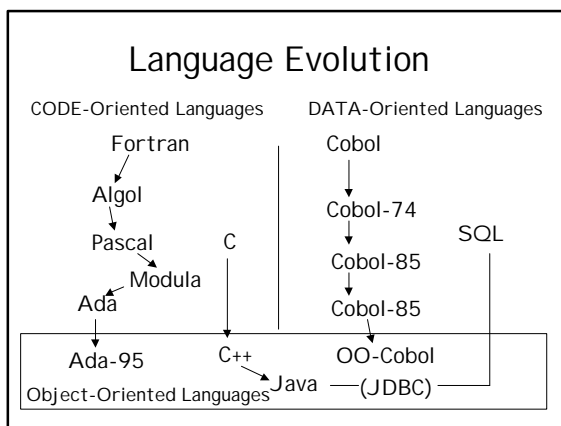 Language Evolution
CODE-Oriented Languages
DATA-Oriented Languages
Fortran
Cobol
Algol
Cobol-74
Pascal
C
SQL
Modula
Cobol-85
Ada
Cobol-85
Ada-95
C++
OO-Cobol
Object-Oriented Languages
Java
(JDBC)